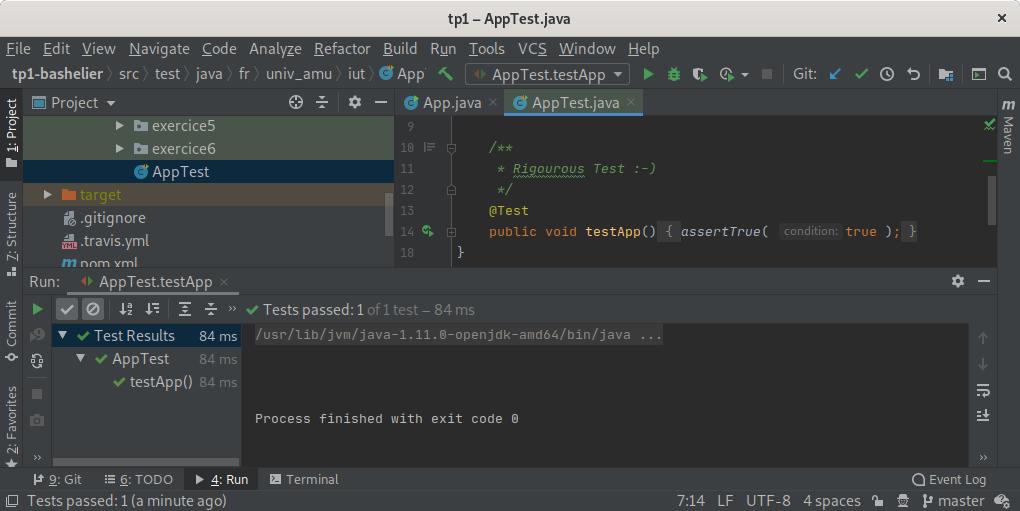 tp1 – AppTest.java
File Edit View Navigate Code Analyze Refactor Build Run Tools VCS Window Help
tp1-bashelier src test java fr univ_amu iut App AppTest.testApp Git:
1: Project
Z: Structure
Commit
2: Favorites
Project
exercice5
exercice6
AppTest
target
.gitignore
.travis.yml
pom.xml
App.java AppTest.java
9
10 /**
11 * Rigourous Test :-)
12 */
13 @Test
14 public void testApp() { assertTrue( condition: true ); }
18 }
Maven
Run: AppTest.testApp
Tests passed: 1 of 1 test – 84 ms
Test Results 84 ms
AppTest 84 ms
testApp() 84 ms
/usr/lib/jvm/java-1.11.0-openjdk-amd64/bin/java ...
Process finished with exit code 0
9: Git 6: TODO 4: Run Terminal Event Log
Tests passed: 1 (a minute ago) 7:14 LF UTF-8 4 spaces master